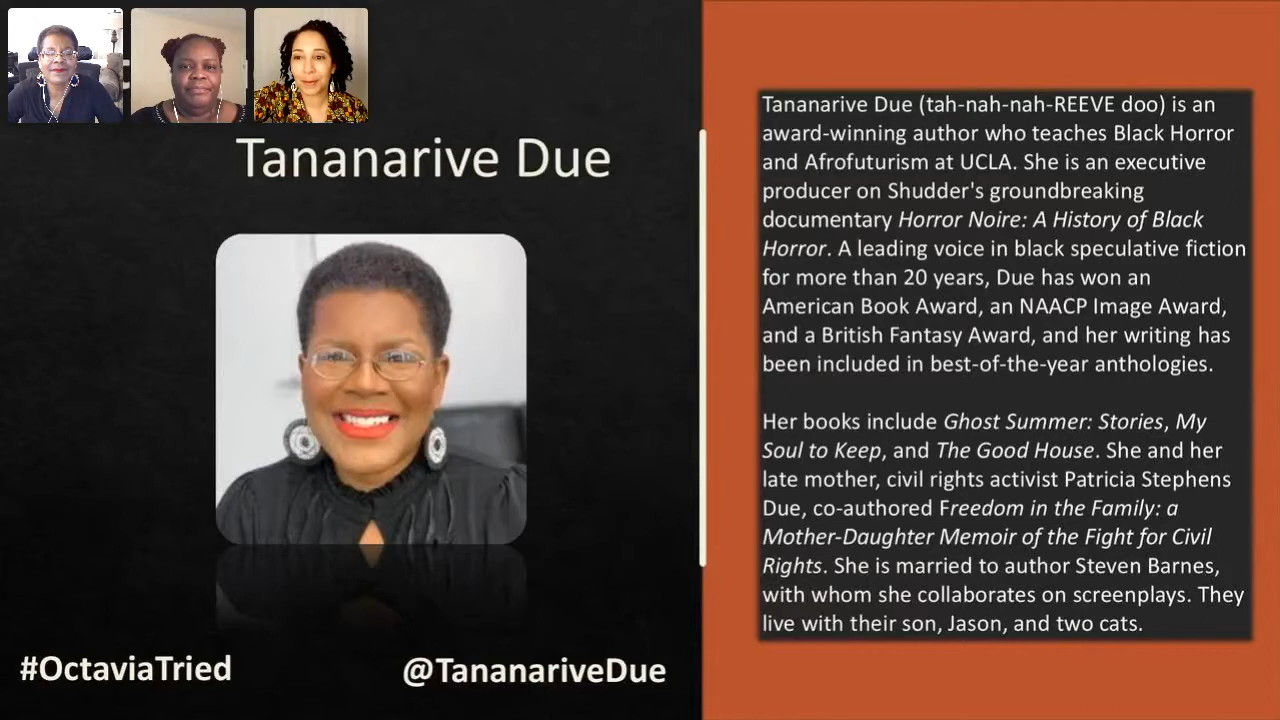 Tananarive Due
#OctaviaTried
@TananariveDue
Tananarive Due (tah-nah-nah-REEVE doo) is an
award-winning author who teaches Black Horror
and Afrofuturism at UCLA. She is an executive
producer on Shudder's groundbreaking
documentary Horror Noire: A History of Black
Horror. A leading voice in black speculative fiction
for more than 20 years, Due has won an
American Book Award, an NAACP Image Award,
and a British Fantasy Award, and her writing has
been included in best-of-the-year anthologies.
Her books include Ghost Summer: Stories, My
Soul to Keep, and The Good House. She and her
late mother, civil rights activist Patricia Stephens
Due, co-authored Freedom in the Family: a
Mother-Daughter Memoir of the Fight for Civil
Rights. She is married to author Steven Barnes,
with whom she collaborates on screenplays. They
live with their son, Jason, and two cats.